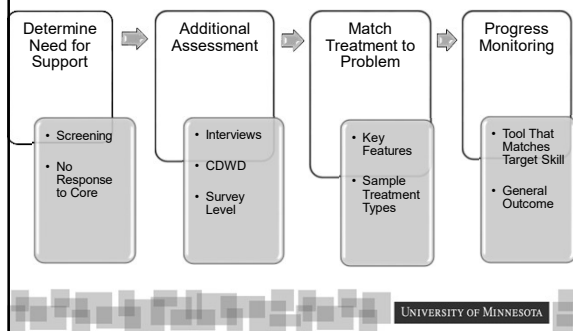 Determine
Need for
Support
• Screening
• No
Response
to Core
Additional
Assessment
• Interviews
• CDWD
• Survey
Level
Match
Treatment to
Problem
• Key
Features
• Sample
Treatment
Types
Progress
Monitoring
• Tool That
Matches
Target Skill
• General
Outcome
UNIVERSITY OF MINNESOTA